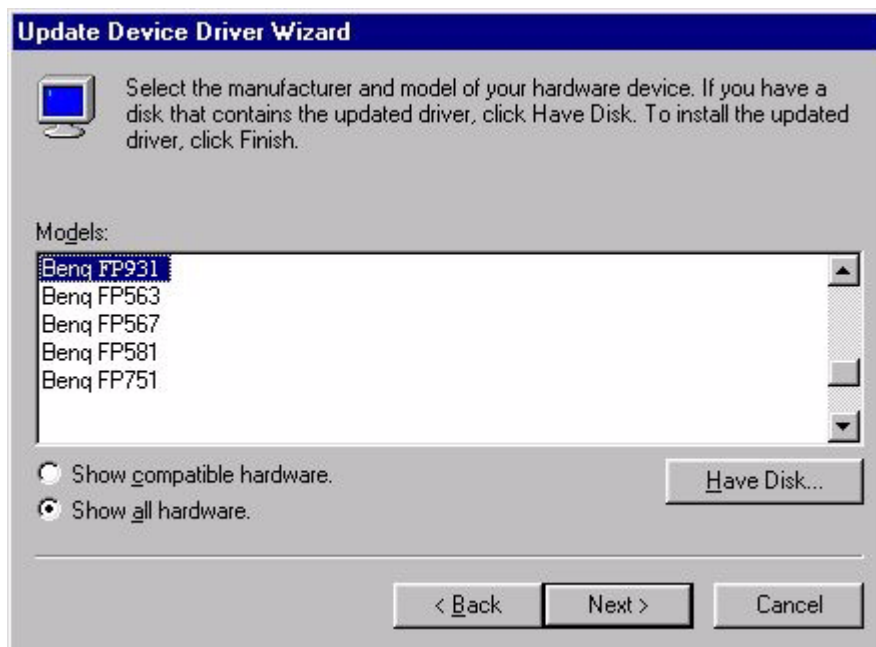 Update Device Driver Wizard
Select the manufacturer and model of your hardware device. If you have a
disk that contains the updated driver, click Have Disk. To install the updated
driver, click Finish.
Models:
Benq FP931
Benq FP563
Benq FP567
Benq FP581
Benq FP751
Show compatible hardware.
Show all hardware.
Have Disk...
< Back
Next >
Cancel